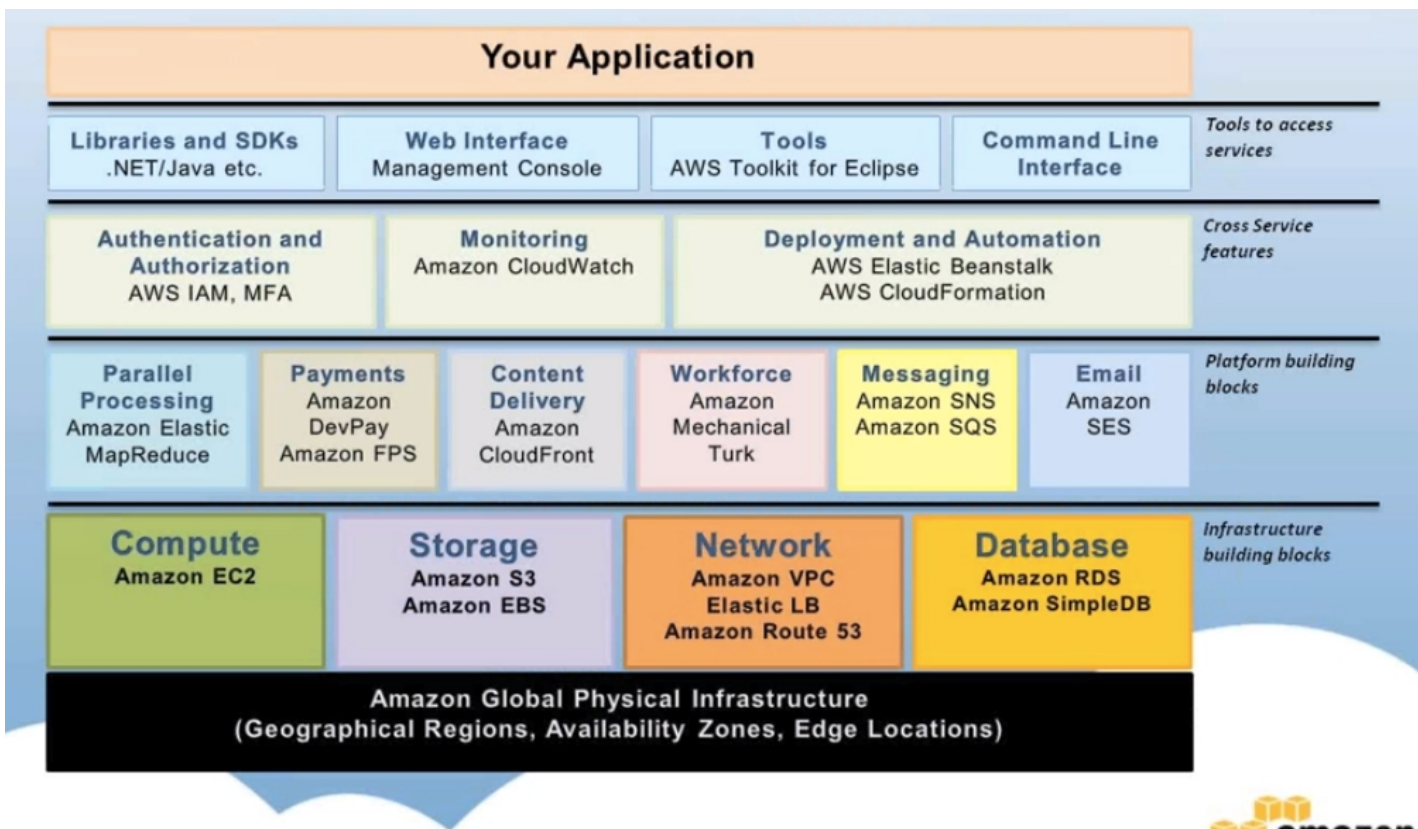 Your Application
Libraries and SDKs
.NET/Java etc.
Web Interface
Management Console
Tools
AWS Toolkit for Eclipse
Command Line
Interface
Tools to access
services
Authentication and
Authorization
AWS IAM, MFA
Monitoring
Amazon CloudWatch
Deployment and Automation
AWS Elastic Beanstalk
AWS CloudFormation
Cross Service
features
Parallel
Processing
Amazon Elastic
MapReduce
Payments
Amazon
DevPay
Amazon FPS
Content
Delivery
Amazon
CloudFront
Workforce
Amazon
Mechanical
Turk
Messaging
Amazon SNS
Amazon SQS
Email
Amazon
SES
Platform building
blocks
Compute
Amazon EC2
Storage
Amazon S3
Amazon EBS
Network
Amazon VPC
Elastic LB
Amazon Route 53
Database
Amazon RDS
Amazon SimpleDB
Infrastructure
building blocks
Amazon Global Physical Infrastructure
(Geographical Regions, Availability Zones, Edge Locations)
amazon